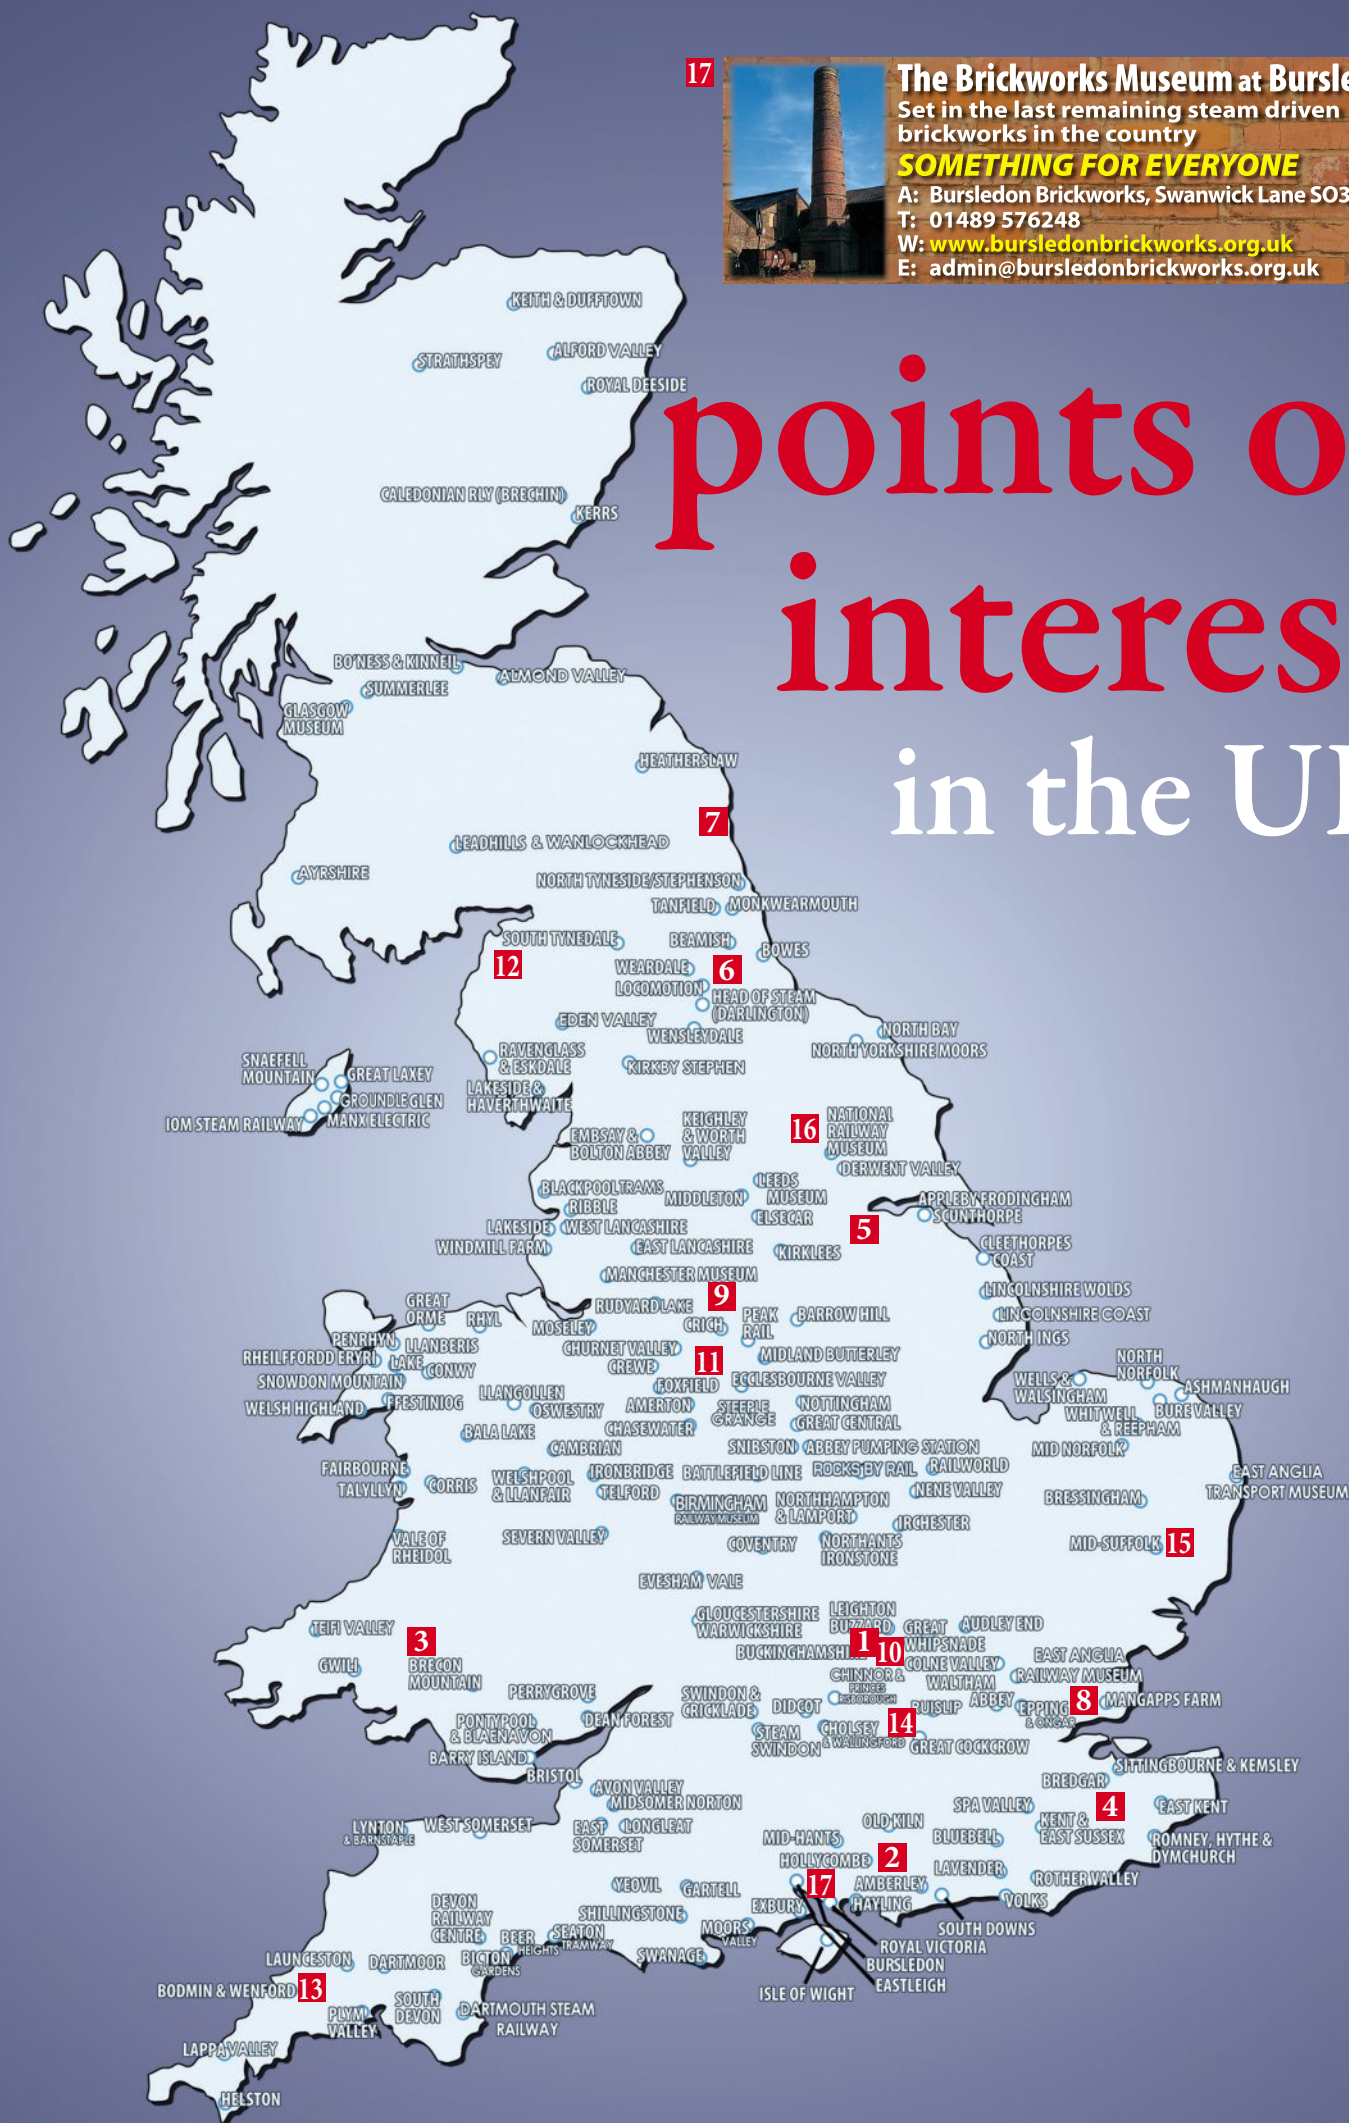 17
The Brickworks Museum at Bursle
Set in the last remaining steam driven
brickworks in the country
SOMETHING FOR EVERYONE
A: Bursledon Brickworks, Swanwick Lane SO3
T: 01489 576248
W: www.bursledonbrickworks.org.uk
E: admin@bursledonbrickworks.org.uk
points o
interes
in the U
KEITH & DUFFTOWN
STRATHSPEY
ALFORD VALLEY
ROYAL DEESIDE
CALEDONIAN RLY (BRECHIN)
KERRS
BO'NESS & KINNEIL
ALMOND VALLEY
SUMMERLEE
GLASGOW
MUSEUM
HEATHERSLAW
7
LEADHILLS & WANLOCKHEAD
AYRSHIRE
NORTH TYNESIDE/STEPHENSON
TANFIELD
MONKWEARMOUTH
SOUTH TYNEDALE
BEAMISH
BOWES
12
WEARDALE
6
LOCOMOTION
HEAD OF STEAM
(DARLINGTON)
EDEN VALLEY
WENSLEYDALE
NORTH BAY
NORTH YORKSHIRE MOORS
RAVENGLASS
& ESKDALE
KIRKBY STEPHEN
SNAEFELL
MOUNTAIN
GREAT LAXEY
GROUNDLE GLEN
IOM STEAM RAILWAY
MANX ELECTRIC
LAKESIDE &
HAVERTHWAITE
KEIGHLEY
& WORTH
VALLEY
16
NATIONAL
RAILWAY
MUSEUM
EMBSAY &
BOLTON ABBEY
DERWENT VALLEY
BLACKPOOL TRAMS
MIDDLETON
LEEDS
MUSEUM
RIBBLE
ELSECAR
APPLEBY FRODINGHAM
SCUNTHORPE
LAKESIDE
WEST LANCASHIRE
5
WINDMILL FARM
EAST LANCASHIRE
KIRKLEES
CLEETHORPES
COAST
MANCHESTER MUSEUM
9
LINCOLNSHIRE WOLDS
GREAT
ORME
RHYL
RUDYARD LAKE
CRICH
PEAK
RAIL
BARROW HILL
LINCOLNSHIRE COAST
MOSELEY
PENRHYN
LLANBERIS
LAKE
CHURNET VALLEY
NORTH INGS
RHEILFFORDD ERYRI
CONWY
CREWE
11
MIDLAND BUTTERLEY
SNOWDON MOUNTAIN
FOXFIELD
ECCLESBOURNE VALLEY
WELLS &
WALSINGHAM
NORTH
NORFOLK
ASHMANHAUGH
WELSH HIGHLAND
FFESTINIOG
LLANGOLLEN
OSWESTRY
AMERTON
STEEPLE
GRANGE
NOTTINGHAM
WHITWELL
& REEPHAM
BURE VALLEY
BALA LAKE
CHASEWATER
GREAT CENTRAL
CAMBRIAN
SNIBSTON
ABBEY PUMPING STATION
MID NORFOLK
FAIRBOURNE
TALYLLYN
CORRIS
WELSHPOOL
& LLANFAIR
IRONBRIDGE
TELFORD
BATTLEFIELD LINE
ROCKS BY RAIL
RAILWORLD
EAST ANGLIA
TRANSPORT MUSEUM
BIRMINGHAM
RAILWAY MUSEUM
NORTHHAMPTON
& LAMPORT
NENE VALLEY
BRESSINGHAM
VALE OF
RHEIDOL
SEVERN VALLEY
COVENTRY
NORTHANTS
IRONSTONE
IRCHESTER
MID-SUFFOLK
15
EVESHAM VALE
TEIFI VALLEY
3
GLOUCESTERSHIRE
WARWICKSHIRE
LEIGHTON
BUZZARD
GREAT
WHIPSNADE
AUDLEY END
BUCKINGHAMSHI
1
10
GWILI
BRECON
MOUNTAIN
CHINNOR &
PRINCES
RISBOROUGH
COLNE VALLEY
EAST ANGLIA
RAILWAY MUSEUM
WALTHAM
ABBEY
PERRYGROVE
SWINDON &
CRICKLADE
DIDCOT
RUISLIP
EPPING
& ONGAR
8
MANGAPPS FARM
PONTYPOOL
& BLAENAVON
DEAN FOREST
STEAM
SWINDON
CHOLSEY
& WALLINGFORD
14
GREAT COCKCROW
BARRY ISLAND
BRISTOL
SITTINGBOURNE & KEMSLEY
BREDGAR
AVON VALLEY
MIDSOMER NORTON
SPA VALLEY
4
EAST KENT
LYNTON
& BARNSTAPLE
WEST SOMERSET
EAST
SOMERSET
LONGLEAT
OLD KILN
MID-HANTS
BLUEBELL
KENT &
EAST SUSSEX
ROMNEY, HYTHE &
DYMCHURCH
HOLLYCOMBE
2
LAVENDER
ROTHER VALLEY
YEOVIL
GARTELL
17
AMBERLEY
HAYLING
VOLKS
DEVON
RAILWAY
CENTRE
SHILLINGSTONE
EXBURY
MOORS
VALLEY
SOUTH DOWNS
BEER
HEIGHTS
SEATON
TRAMWAY
ROYAL VICTORIA
LAUNCESTON
DARTMOOR
BICTON
GARDENS
SWANAGE
BURSLEDON
BODMIN & WENFORD
13
ISLE OF WIGHT
EASTLEIGH
PLYM
VALLEY
SOUTH
DEVON
DARTMOUTH STEAM
RAILWAY
LAPPA VALLEY
HELSTON